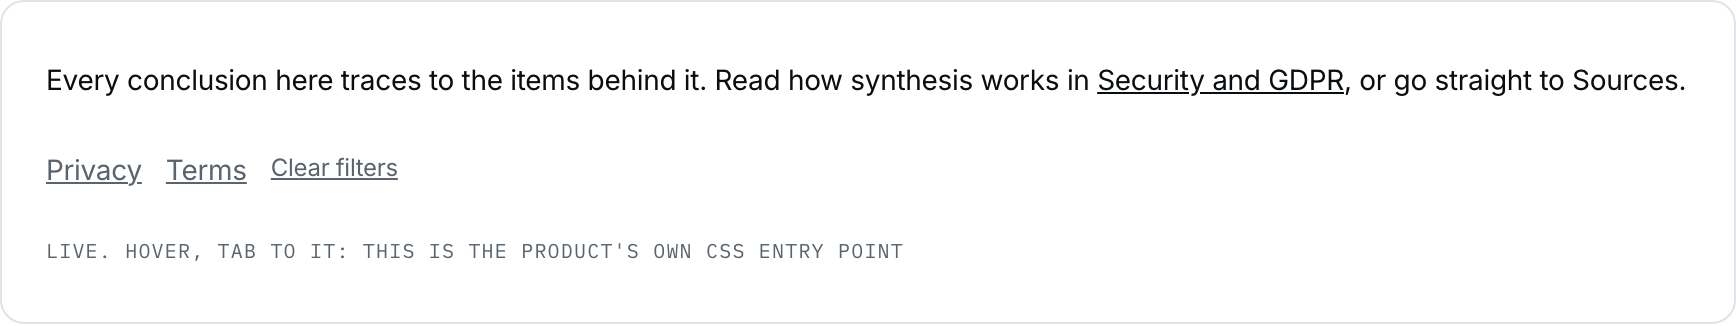 Every conclusion here traces to the items behind it. Read how synthesis works in Security and GDPR, or go straight to Sources.
Privacy Terms Clear filters
LIVE. HOVER, TAB TO IT: THIS IS THE PRODUCT'S OWN CSS ENTRY POINT